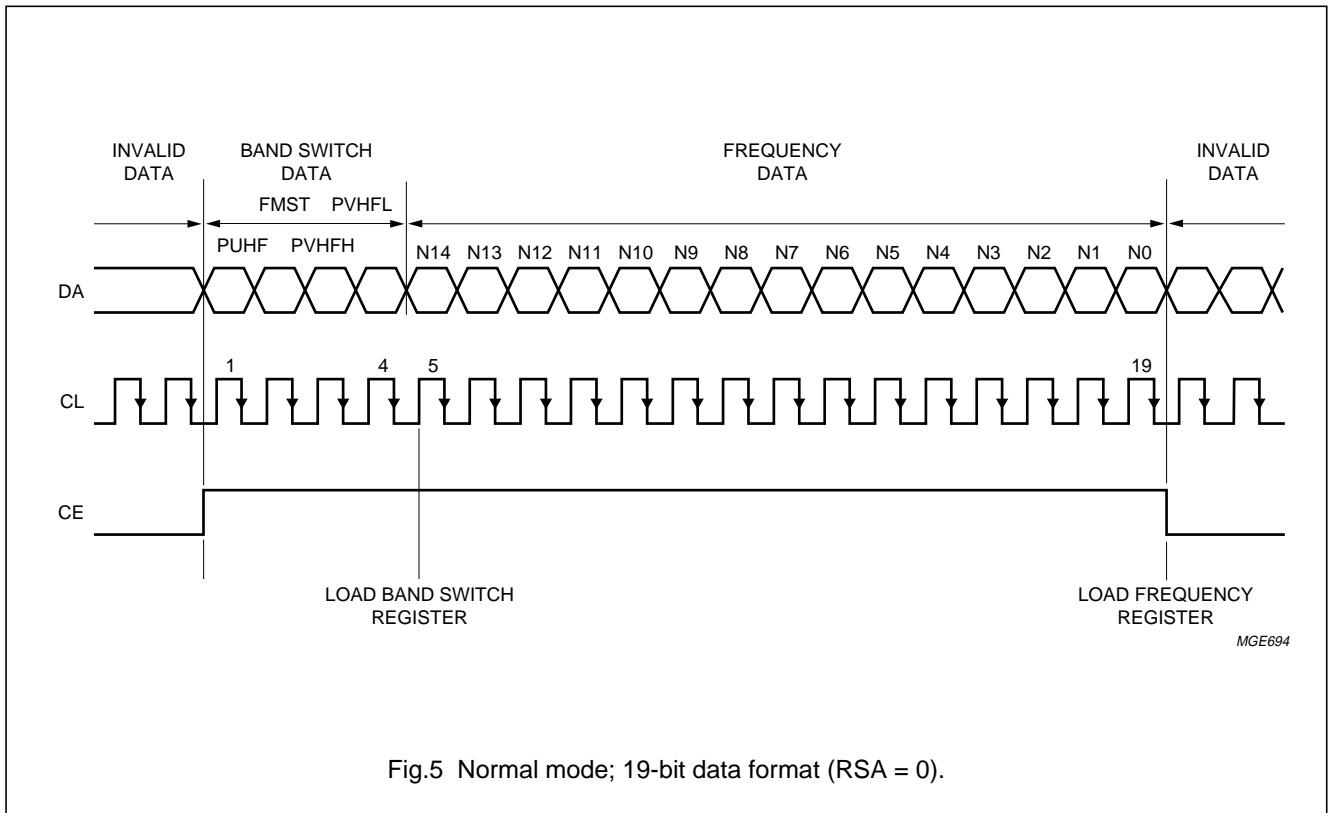 INVALID DATA
BAND SWITCH DATA
FREQUENCY DATA
INVALID DATA
FMST PVHFL
PUHF PVHFH
N14 N13 N12 N11 N10 N9 N8 N7 N6 N5 N4 N3 N2 N1 N0
DA
1 4 5 19
CL
CE
LOAD BAND SWITCH REGISTER
LOAD FREQUENCY REGISTER
MGE694
Fig.5 Normal mode; 19-bit data format (RSA = 0).